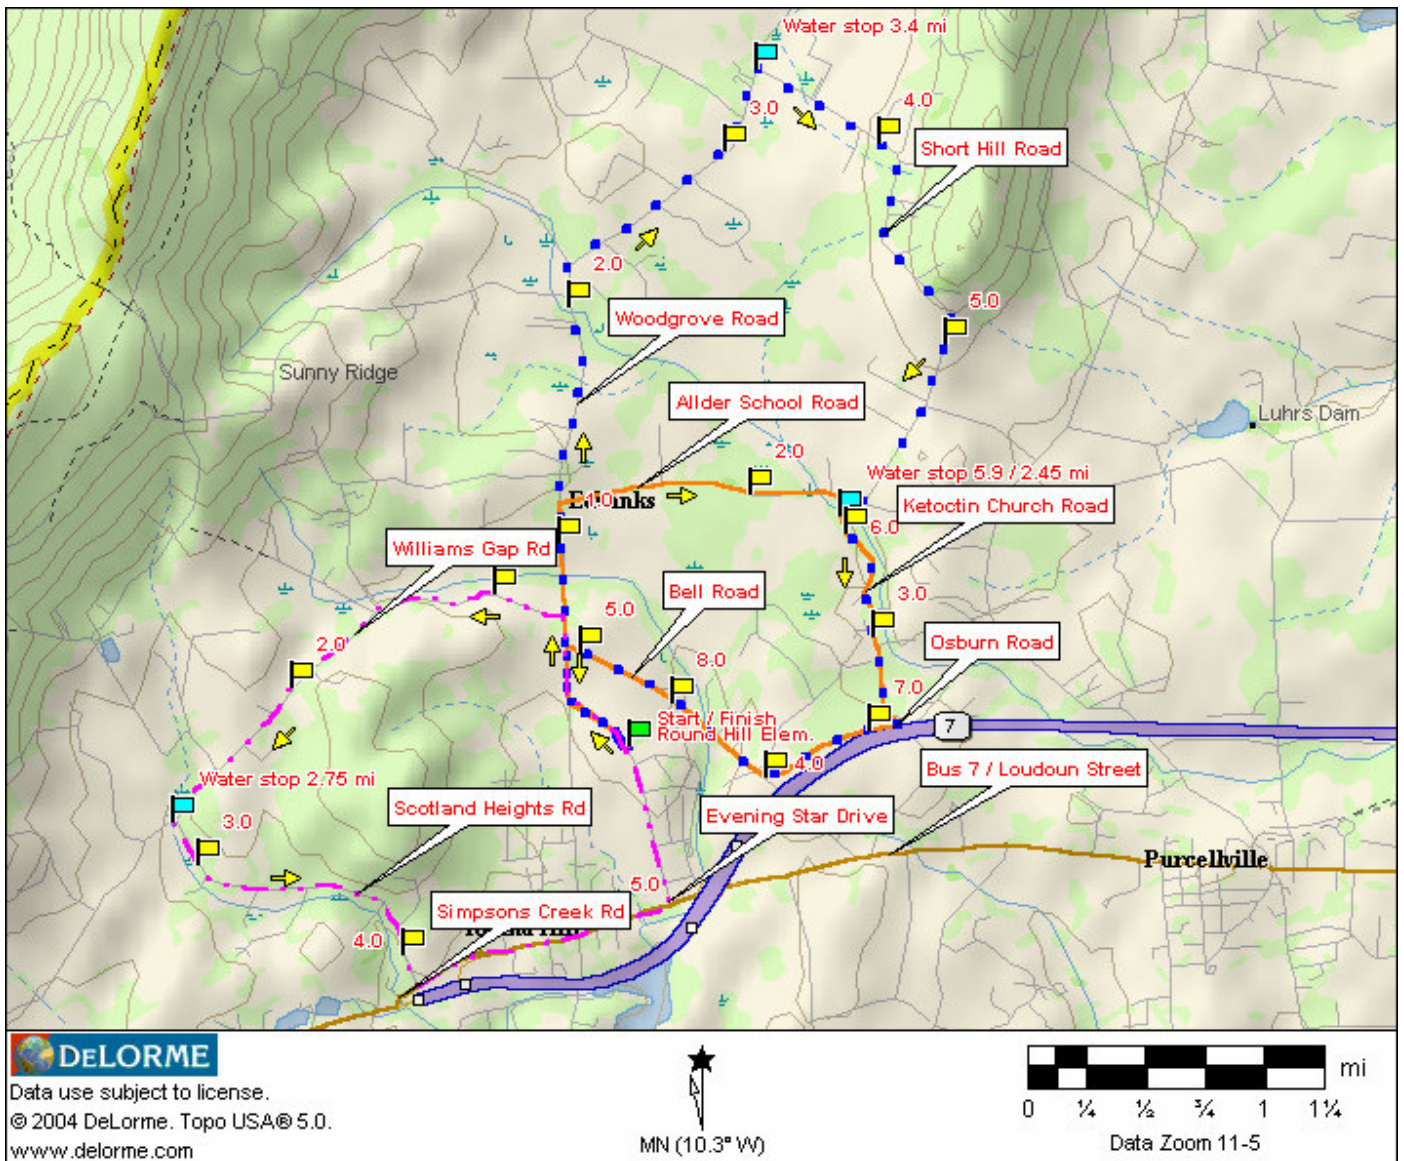 Water stop 3.4 mi
3.0
4.0
Short Hill Road
2.0
5.0
Woodgrove Road
Sunny Ridge
Allder School Road
Luhrs Dam
2.0
Water stop 5.9 / 2.45 mi
1.0
Ketoctin Church Road
6.0
Williams Gap Rd
Bell Road
3.0
5.0
Osburn Road
2.0
8.0
7.0
Start / Finish
Round Hill Elem.
7
4.0
Bus 7 / Loudoun Street
Water stop 2.75 mi
Scotland Heights Rd
Evening Star Drive
3.0
Purcellville
5.0
Simpsons Creek Rd
4.0
DELORME
Data use subject to license.
© 2004 DeLorme. Topo USA® 5.0.
www.delorme.com
MN (10.3° W)
mi
0 ¼ ½ ¾ 1 1¼
Data Zoom 11-5